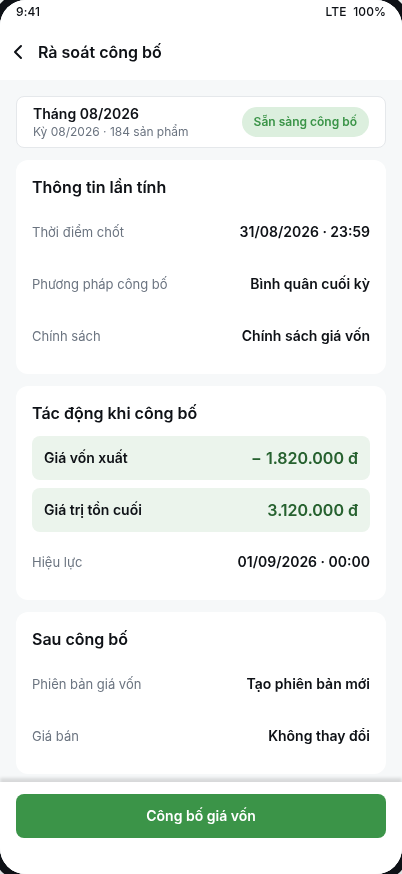 9:41
LTE 100%
Rà soát công bố
Tháng 08/2026
Kỳ 08/2026 · 184 sản phẩm
Sẵn sàng công bố
Thông tin lần tính
Thời điểm chốt
31/08/2026 · 23:59
Phương pháp công bố
Bình quân cuối kỳ
Chính sách
Chính sách giá vốn
Tác động khi công bố
Giá vốn xuất
– 1.820.000 đ
Giá trị tồn cuối
3.120.000 đ
Hiệu lực
01/09/2026 · 00:00
Sau công bố
Phiên bản giá vốn
Tạo phiên bản mới
Giá bán
Không thay đổi
Công bố giá vốn